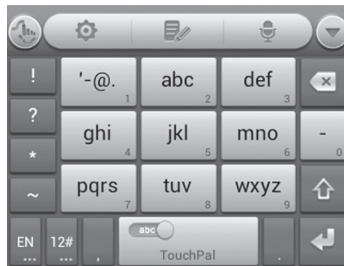 ! '-@. 1 abc 2 def 3
? ghi 4 jkl 5 mno 6 - 0
*
~ pqrs 7 tuv 8 wxyz 9
EN ... 12# ... , abc TouchPal .